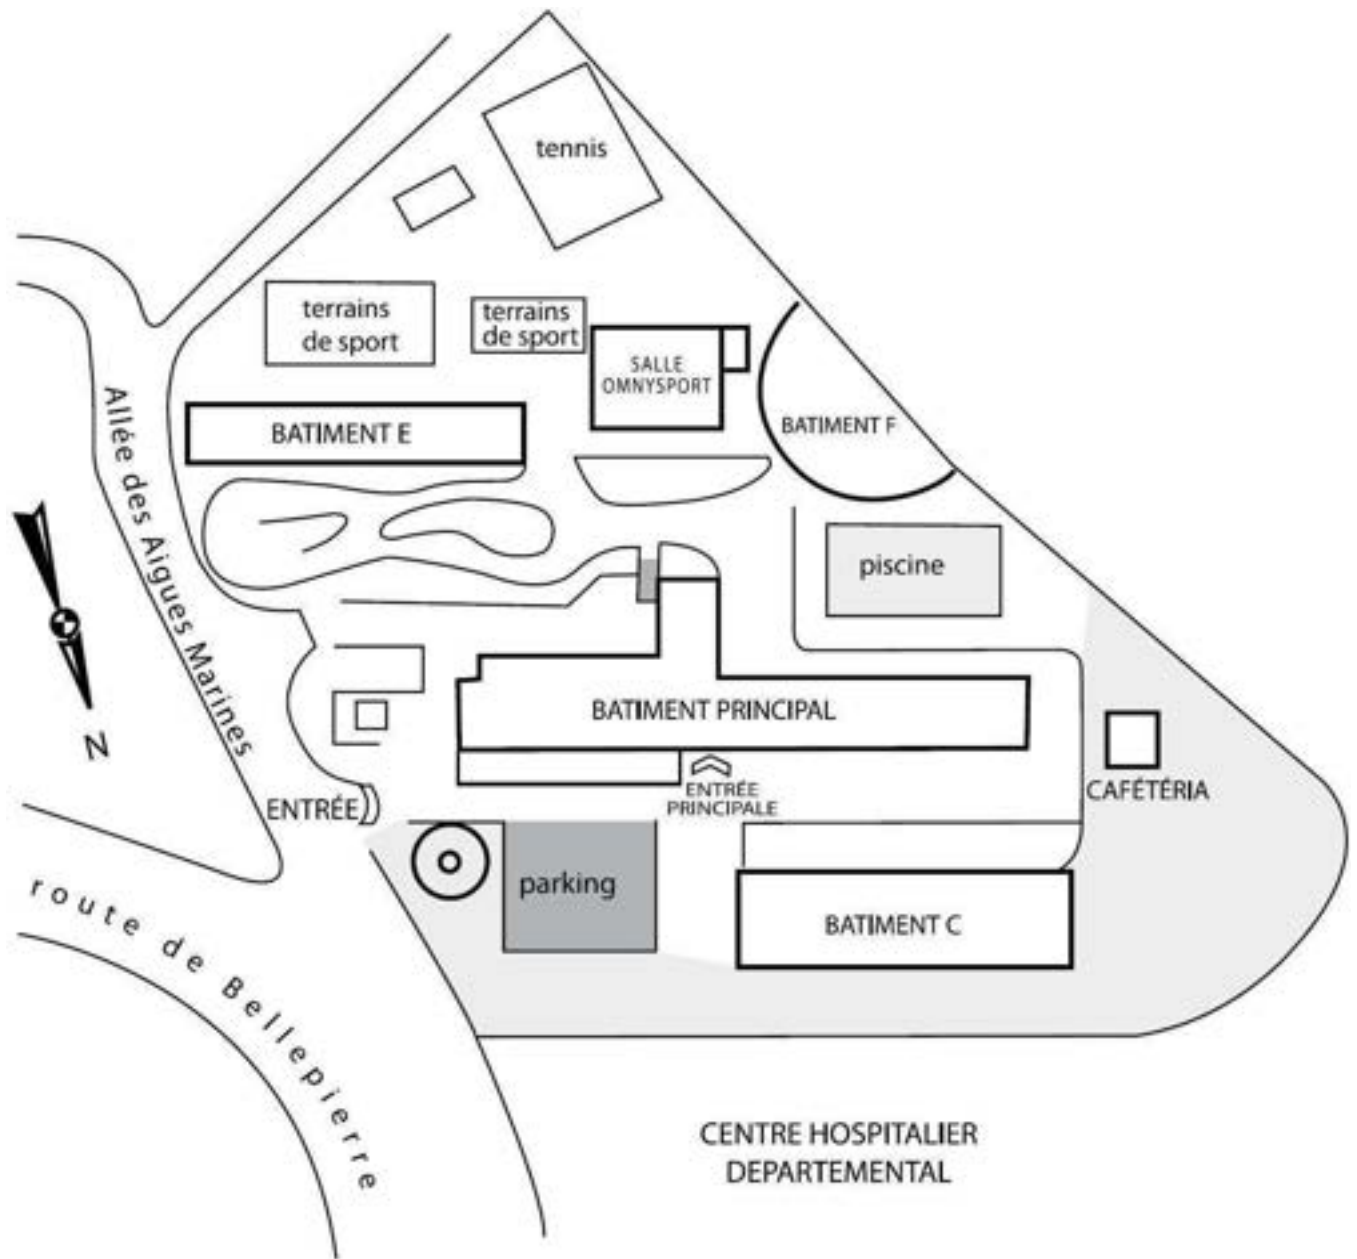 tennis
terrains
de sport
terrains
de sport
SALLE
OMNYSPORT
BATIMENT E
BATIMENT F
Allée des Aigues Marines
piscine
N
BATIMENT PRINCIPAL
ENTRÉE
PRINCIPALE
CAFÉTÉRIA
ENTRÉE
parking
BATIMENT C
route de Bellepierre
CENTRE HOSPITALIER
DEPARTEMENTAL